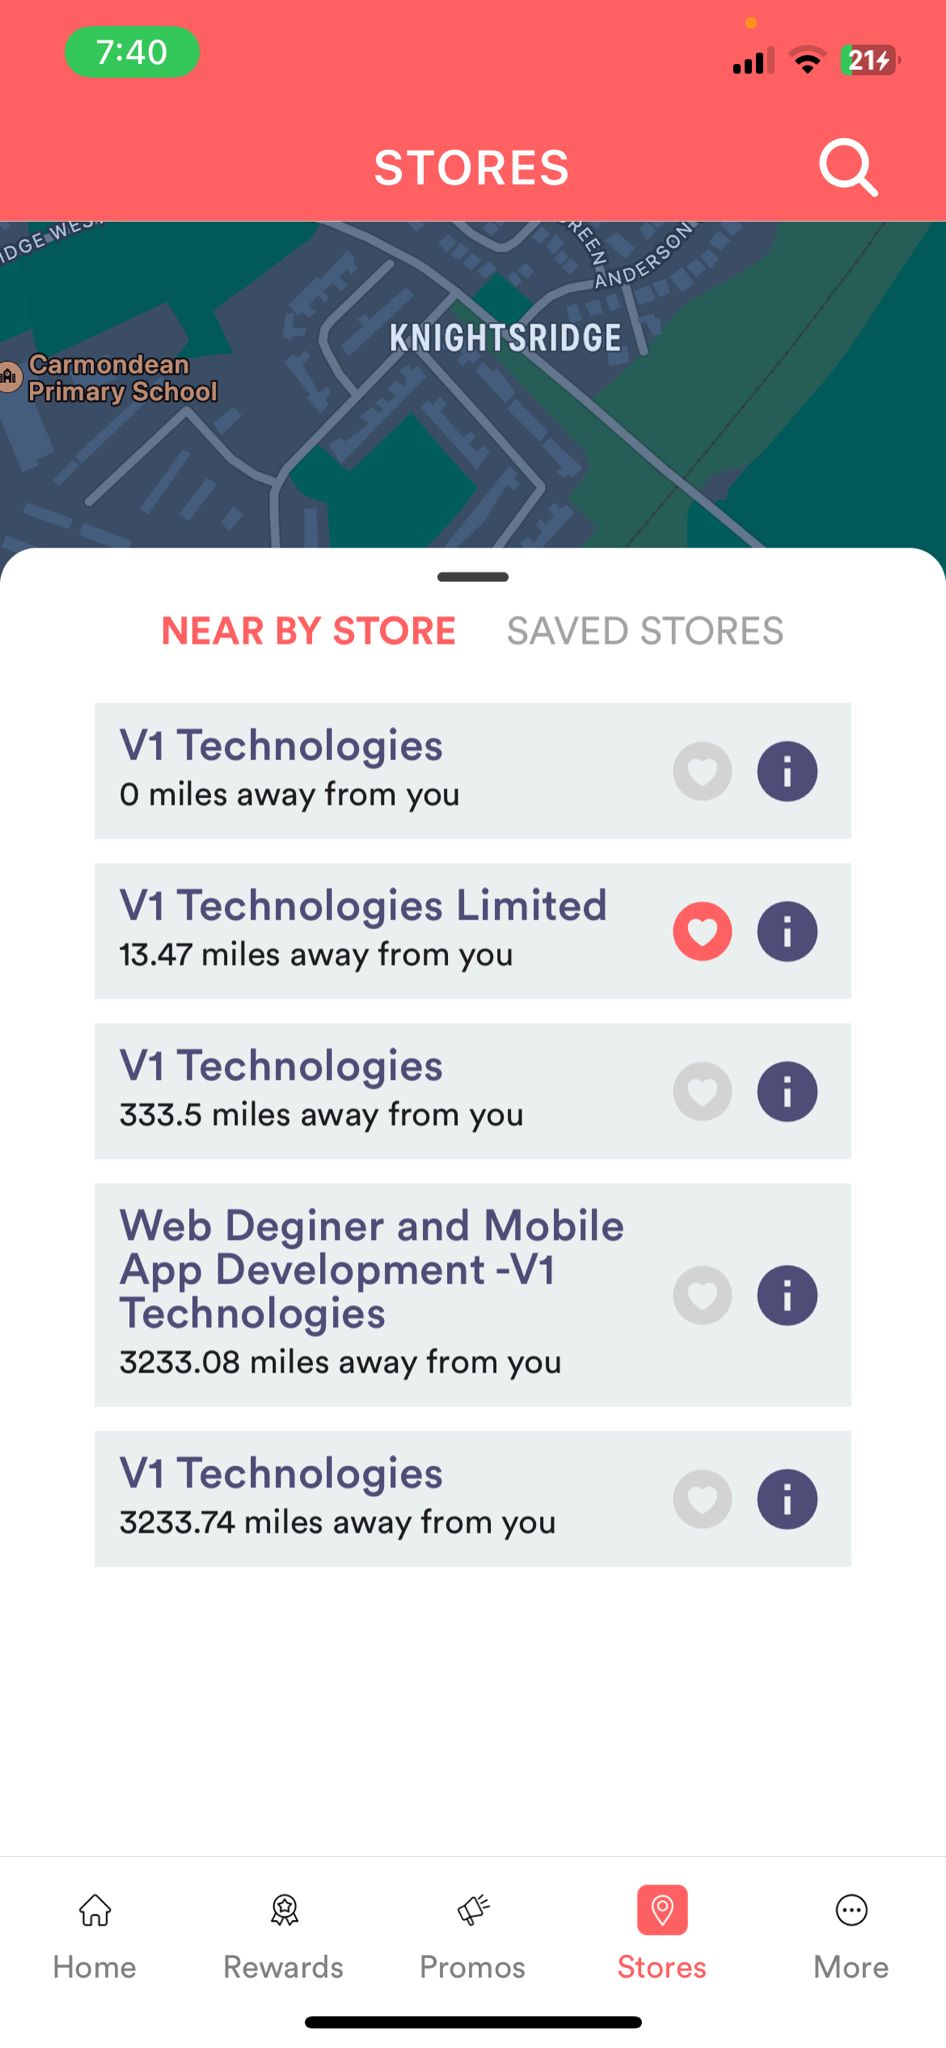 7:40
21
STORES
REEN
ANDERSON
KNIGHTSRIDGE
Carmondean
Primary School
NEAR BY STORE SAVED STORES
V1 Technologies
0 miles away from you
V1 Technologies Limited
13.47 miles away from you
V1 Technologies
333.5 miles away from you
Web Deginer and Mobile
App Development -V1
Technologies
3233.08 miles away from you
V1 Technologies
3233.74 miles away from you
Home Rewards Promos Stores More